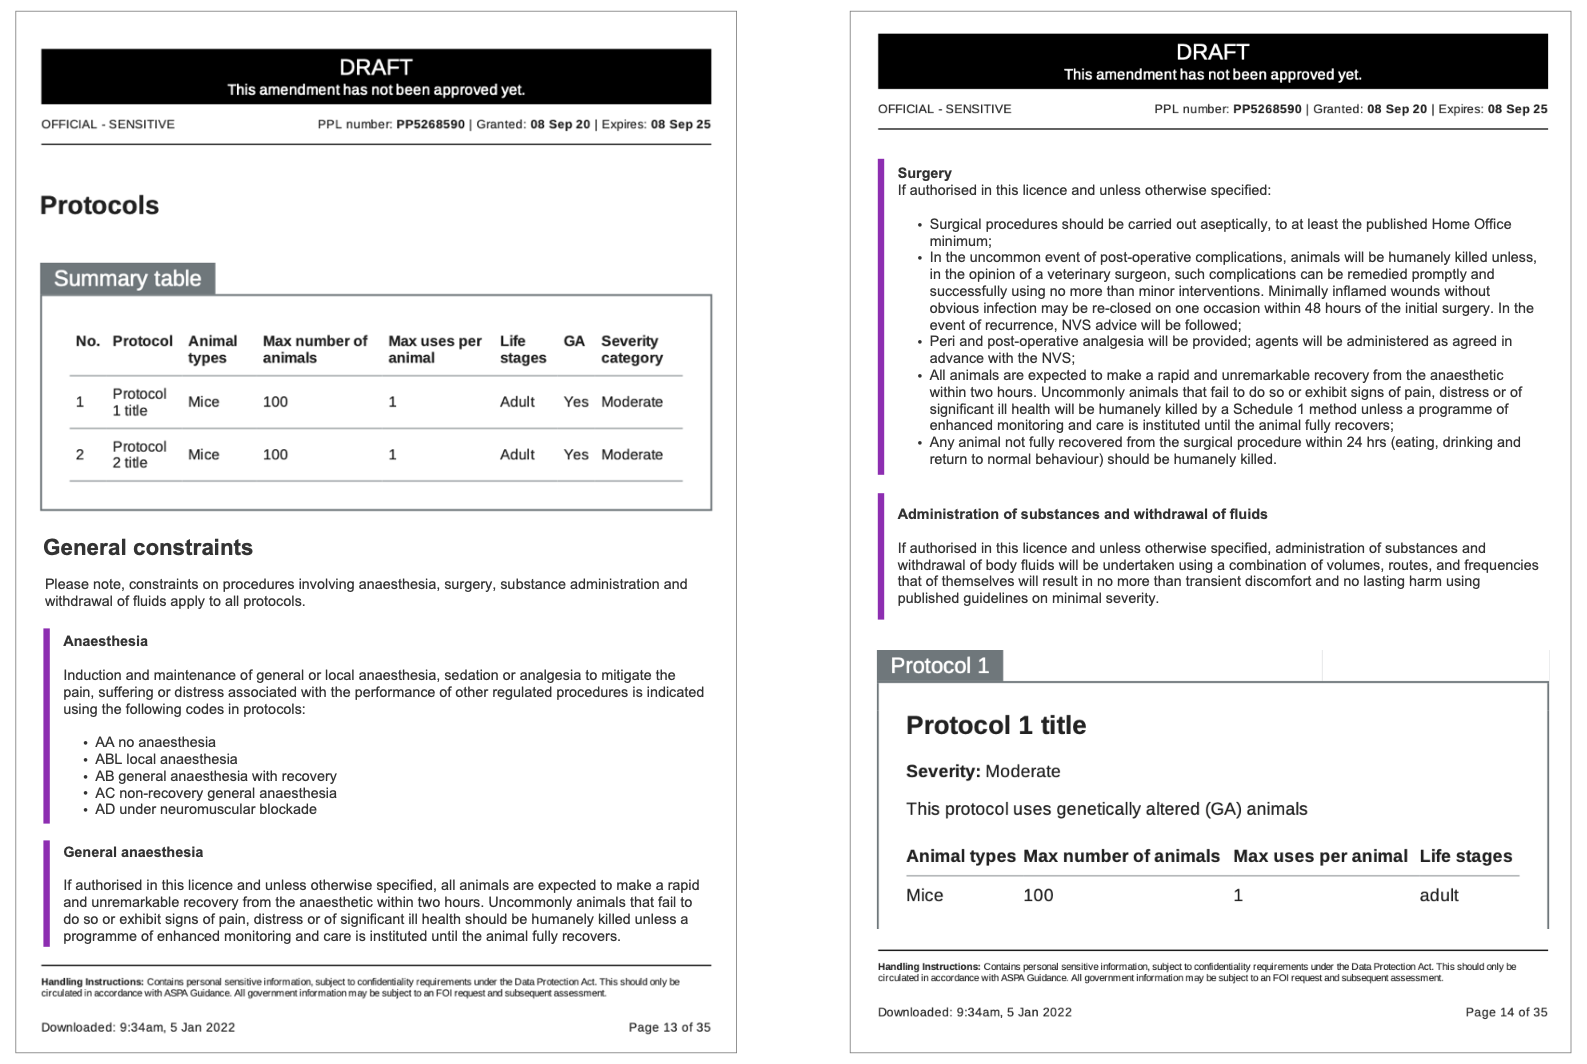 DRAFT
This amendment has not been approved yet.
OFFICIAL - SENSITIVE PPL number: PP5268590 | Granted: 08 Sep 20 | Expires: 08 Sep 25
Protocols
Summary table
No. Protocol Animal types Max number of animals Max uses per animal Life stages GA Severity category
1 Protocol 1 title Mice 100 1 Adult Yes Moderate
2 Protocol 2 title Mice 100 1 Adult Yes Moderate
General constraints
Please note, constraints on procedures involving anaesthesia, surgery, substance administration and
withdrawal of fluids apply to all protocols.
Anaesthesia
Induction and maintenance of general or local anaesthesia, sedation or analgesia to mitigate the
pain, suffering or distress associated with the performance of other regulated procedures is indicated
using the following codes in protocols:
• AA no anaesthesia
• ABL local anaesthesia
• AB general anaesthesia with recovery
• AC non-recovery general anaesthesia
• AD under neuromuscular blockade
General anaesthesia
If authorised in this licence and unless otherwise specified, all animals are expected to make a rapid
and unremarkable recovery from the anaesthetic within two hours. Uncommonly animals that fail to
do so or exhibit signs of pain, distress or of significant ill health should be humanely killed unless a
programme of enhanced monitoring and care is instituted until the animal fully recovers.
Handling Instructions: Contains personal sensitive information, subject to confidentiality requirements under the Data Protection Act. This should only be
circulated in accordance with ASPA Guidance. All government information may be subject to an FOI request and subsequent assessment.
Downloaded: 9:34am, 5 Jan 2022 Page 13 of 35
DRAFT
This amendment has not been approved yet.
OFFICIAL - SENSITIVE PPL number: PP5268590 | Granted: 08 Sep 20 | Expires: 08 Sep 25
Surgery
If authorised in this licence and unless otherwise specified:
• Surgical procedures should be carried out aseptically, to at least the published Home Office
minimum;
• In the uncommon event of post-operative complications, animals will be humanely killed unless,
in the opinion of a veterinary surgeon, such complications can be remedied promptly and
successfully using no more than minor interventions. Minimally inflamed wounds without
obvious infection may be re-closed on one occasion within 48 hours of the initial surgery. In the
event of recurrence, NVS advice will be followed;
• Peri and post-operative analgesia will be provided; agents will be administered as agreed in
advance with the NVS;
• All animals are expected to make a rapid and unremarkable recovery from the anaesthetic
within two hours. Uncommonly animals that fail to do so or exhibit signs of pain, distress or of
significant ill health will be humanely killed by a Schedule 1 method unless a programme of
enhanced monitoring and care is instituted until the animal fully recovers;
• Any animal not fully recovered from the surgical procedure within 24 hrs (eating, drinking and
return to normal behaviour) should be humanely killed.
Administration of substances and withdrawal of fluids
If authorised in this licence and unless otherwise specified, administration of substances and
withdrawal of body fluids will be undertaken using a combination of volumes, routes, and frequencies
that of themselves will result in no more than transient discomfort and no lasting harm using
published guidelines on minimal severity.
Protocol 1
Protocol 1 title
Severity: Moderate
This protocol uses genetically altered (GA) animals
Animal types Max number of animals Max uses per animal Life stages
Mice 100 1 adult
Handling Instructions: Contains personal sensitive information, subject to confidentiality requirements under the Data Protection Act. This should only be
circulated in accordance with ASPA Guidance. All government information may be subject to an FOI request and subsequent assessment.
Downloaded: 9:34am, 5 Jan 2022 Page 14 of 35